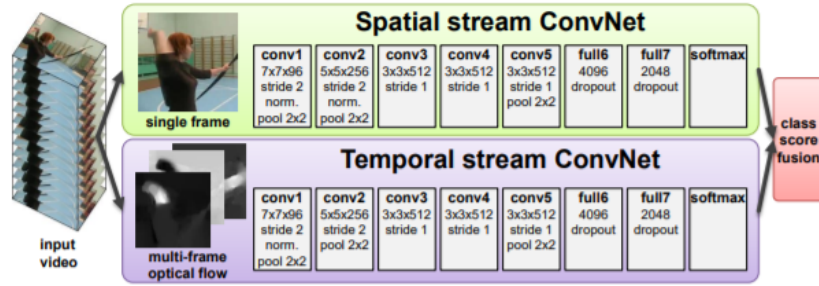 Spatial stream ConvNet
single frame
conv1
7x7x96
stride 2
norm.
pool 2x2
conv2
5x5x256
stride 2
norm.
pool 2x2
conv3
3x3x512
stride 1
conv4
3x3x512
stride 1
conv5
3x3x512
stride 1
pool 2x2
full6
4096
dropout
full7
2048
dropout
softmax
Temporal stream ConvNet
input
video
multi-frame
optical flow
conv1
7x7x96
stride 2
norm.
pool 2x2
conv2
5x5x256
stride 2
pool 2x2
conv3
3x3x512
stride 1
conv4
3x3x512
stride 1
conv5
3x3x512
stride 1
pool 2x2
full6
4096
dropout
full7
2048
dropout
softmax
class
score
fusion